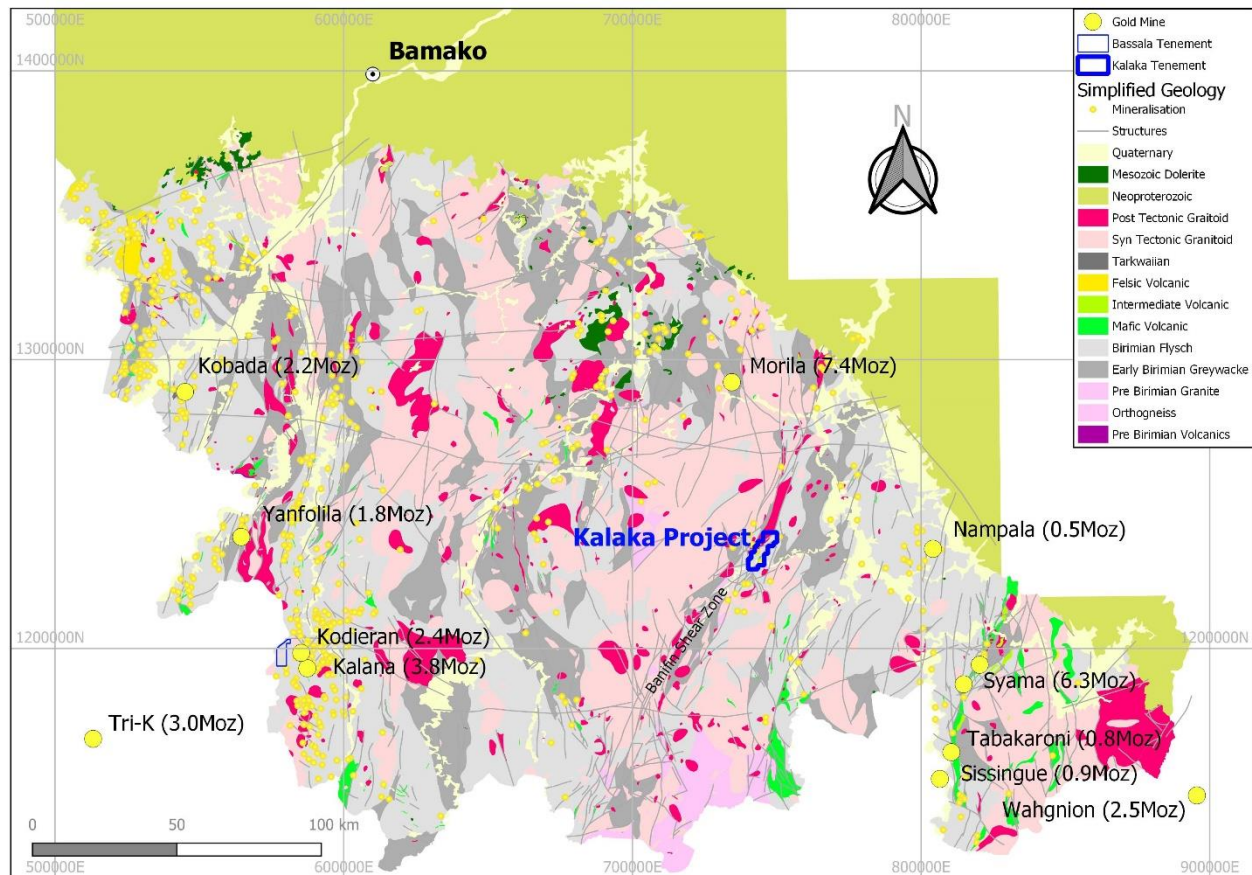 500000E
600000E
700000E
800000E
Bamako
1400000N
N
Gold Mine
Bassala Tenement
Kalaka Tenement
Simplified Geology
Mineralisation
Structures
Quaternary
Mesozoic Dolerite
Neoproterozoic
Post Tectonic Graitoid
Syn Tectonic Granitoid
Tarkwaiian
Felsic Volcanic
Intermediate Volcanic
Mafic Volcanic
Birimian Flysch
Early Birimian Greywacke
Pre Birimian Granite
Orthogneiss
Pre Birimian Volcanics
1300000N
Kobada (2.2Moz)
Morila (7.4Moz)
Yanfolila (1.8Moz)
Kalaka Project
Nampala (0.5Moz)
Banifin Shear Zone
1200000N
1200000N
Kodieran (2.4Moz)
Kalana (3.8Moz)
Syama (6.3Moz)
Tri-K (3.0Moz)
Tabakaroni (0.8Moz)
Sissingue (0.9Moz)
Wahgnion (2.5Moz)
0 50 100 km
500000E
600000E
700000E
800000E
900000E